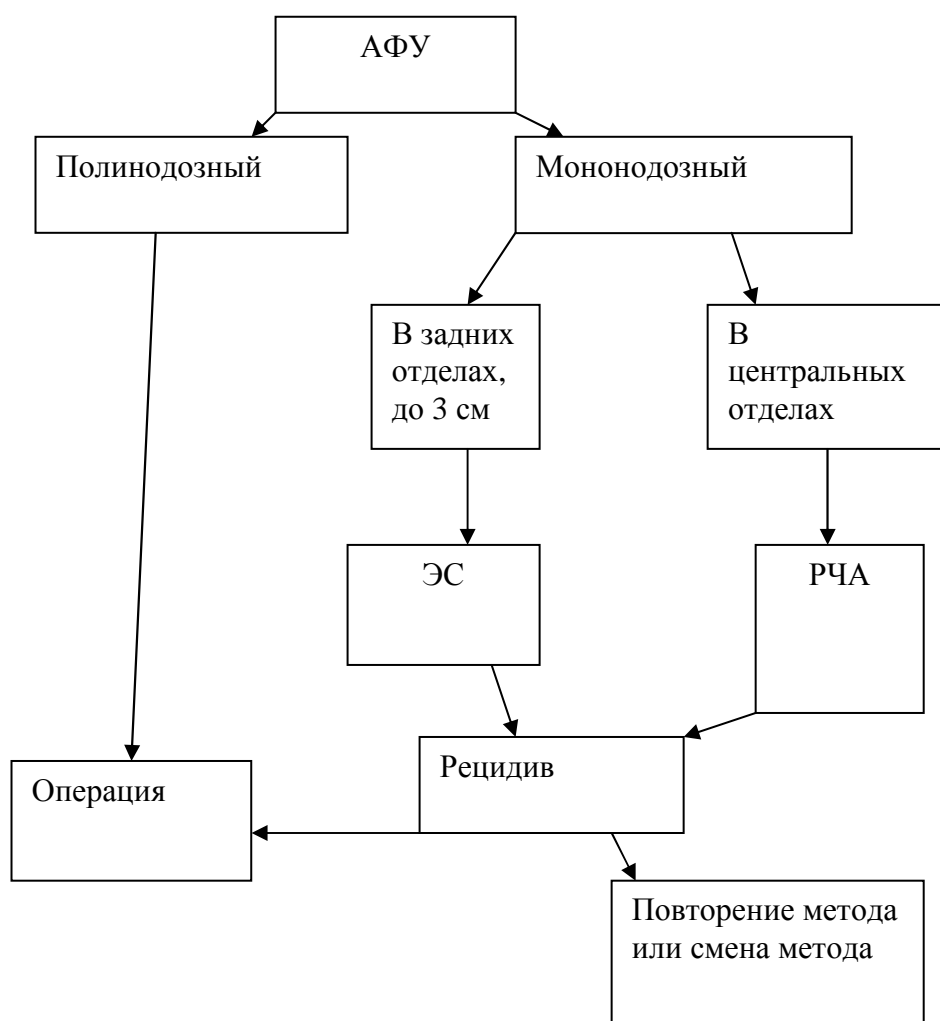 АФУ
Полинодозный
Мононодозный
В задних
отделах,
до 3 см
В
центральных
отделах
ЭС
РЧА
Рецидив
Операция
Повторение метода
или смена метода